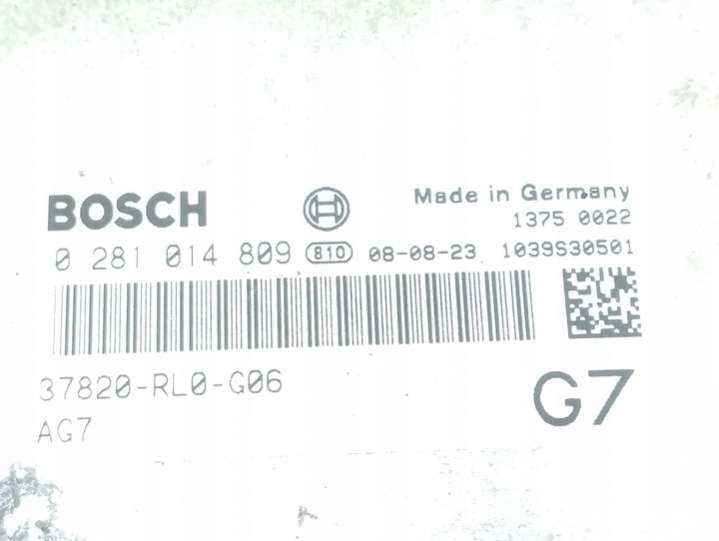 BOSCH
Made in Germany
1375 0022
0 281 014 809 810 08-08-23 1039S30501
37820-RL0-G06
G7
AG7